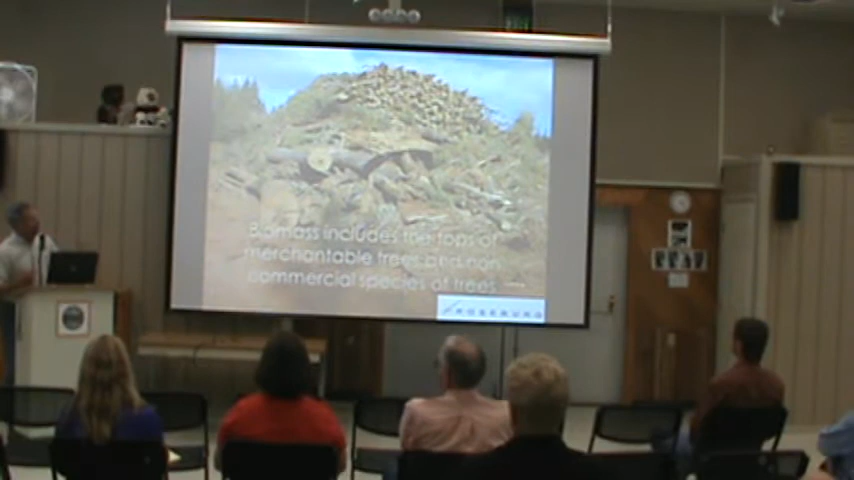 Biomass includes the tops of
merchantable trees and non
commercial species of trees
ROSEBURG